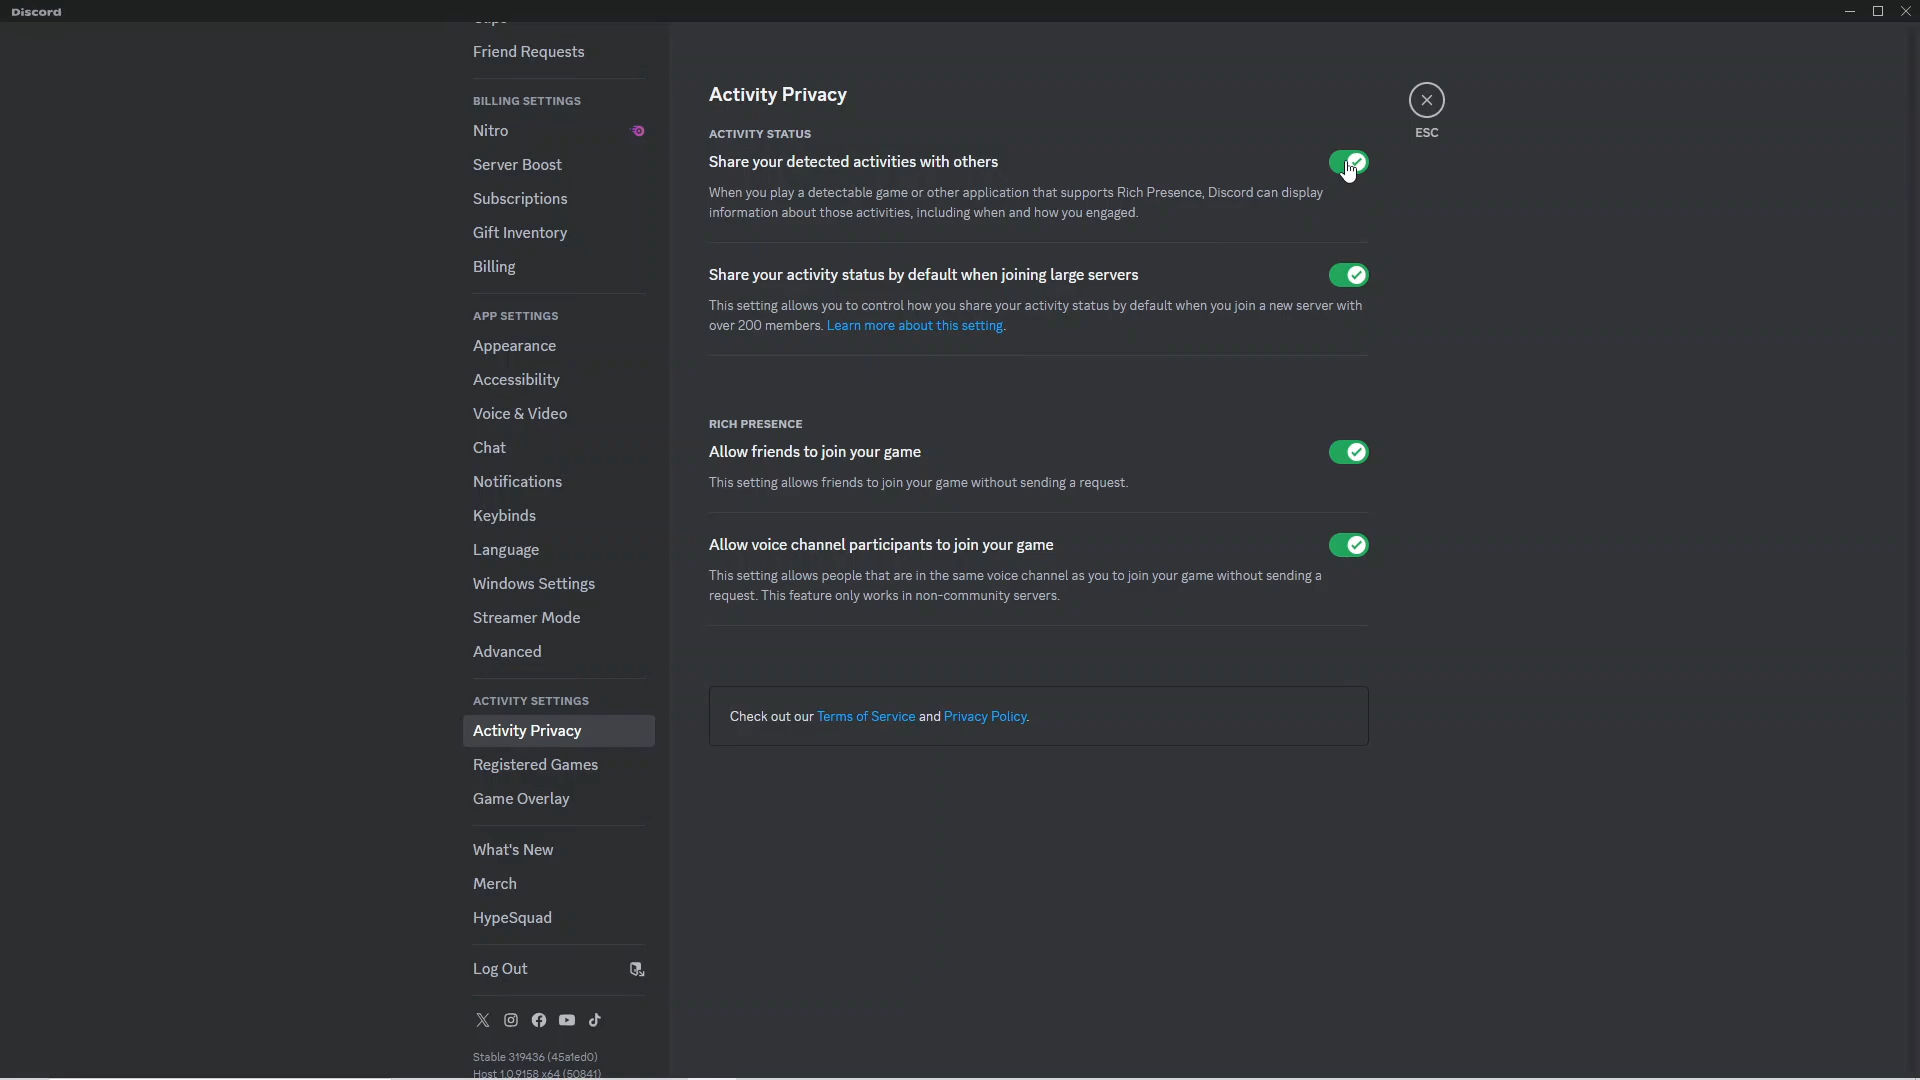 Discord
Friend Requests
BILLING SETTINGS
Nitro
Server Boost
Subscriptions
Gift Inventory
Billing
APP SETTINGS
Appearance
Accessibility
Voice & Video
Chat
Notifications
Keybinds
Language
Windows Settings
Streamer Mode
Advanced
ACTIVITY SETTINGS
Activity Privacy
Registered Games
Game Overlay
What's New
Merch
HypeSquad
Log Out
Stable 319436 (45a1ed0)
Host 1.0.9158 x64 (50841)
Activity Privacy
ACTIVITY STATUS
Share your detected activities with others
When you play a detectable game or other application that supports Rich Presence, Discord can display
information about those activities, including when and how you engaged.
Share your activity status by default when joining large servers
This setting allows you to control how you share your activity status by default when you join a new server with
over 200 members. Learn more about this setting.
RICH PRESENCE
Allow friends to join your game
This setting allows friends to join your game without sending a request.
Allow voice channel participants to join your game
This setting allows people that are in the same voice channel as you to join your game without sending a
request. This feature only works in non-community servers.
Check out our Terms of Service and Privacy Policy.
ESC